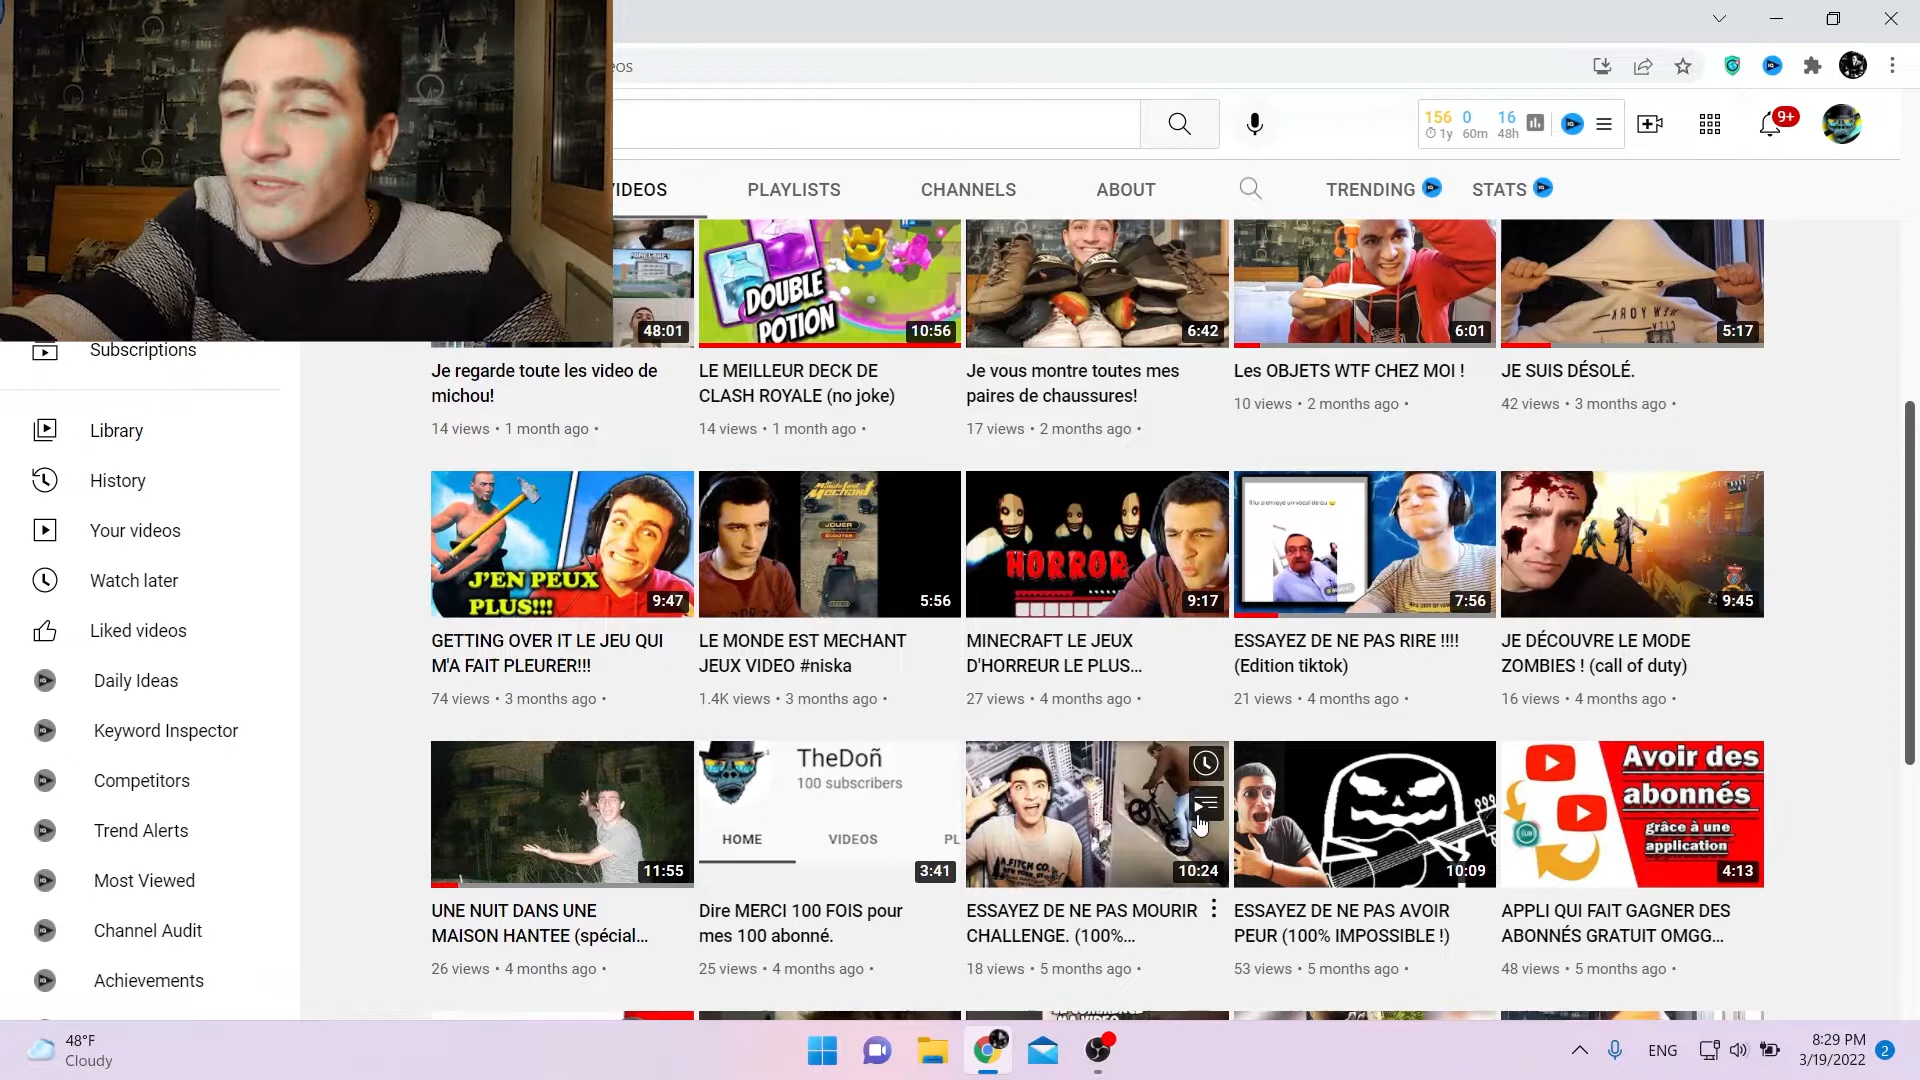 eos
156 0 16
1y 60m 48h
9+
VIDEOS PLAYLISTS CHANNELS ABOUT TRENDING STATS
DOUBLE
POTION
48:01
10:56
6:42
6:01
5:17
Subscriptions
Je regarde toute les video de
michou!
14 views • 1 month ago •
LE MEILLEUR DECK DE
CLASH ROYALE (no joke)
14 views • 1 month ago •
Je vous montre toutes mes
paires de chaussures!
17 views • 2 months ago •
Les OBJETS WTF CHEZ MOI !
10 views • 2 months ago •
JE SUIS DÉSOLÉ.
42 views • 3 months ago •
Library
History
Your videos
Watch later
Liked videos
Daily Ideas
Keyword Inspector
Competitors
Trend Alerts
Most Viewed
Channel Audit
Achievements
J'EN PEUX
PLUS!!!
9:47
JOUER
5:56
HORROR
9:17
7:56
9:45
GETTING OVER IT LE JEU QUI
M'A FAIT PLEURER!!!
74 views • 3 months ago •
LE MONDE EST MECHANT
JEUX VIDEO #niska
1.4K views • 3 months ago •
MINECRAFT LE JEUX
D'HORREUR LE PLUS...
27 views • 4 months ago •
ESSAYEZ DE NE PAS RIRE !!!!
(Edition tiktok)
21 views • 4 months ago •
JE DÉCOUVRE LE MODE
ZOMBIES ! (call of duty)
16 views • 4 months ago •
11:55
TheDoñ
100 subscribers
HOME VIDEOS PL
3:41
A.FITCH CO.
10:24
10:09
Avoir des
abonnés
grâce à une
application
4:13
UNE NUIT DANS UNE
MAISON HANTEE (spécial...
26 views • 4 months ago •
Dire MERCI 100 FOIS pour
mes 100 abonné.
25 views • 4 months ago •
ESSAYEZ DE NE PAS MOURIR
CHALLENGE. (100%...
18 views • 5 months ago •
ESSAYEZ DE NE PAS AVOIR
PEUR (100% IMPOSSIBLE !)
53 views • 5 months ago •
APPLI QUI FAIT GAGNER DES
ABONNÉS GRATUIT OMGG...
48 views • 5 months ago •
48°F
Cloudy
ENG
8:29 PM
3/19/2022
2